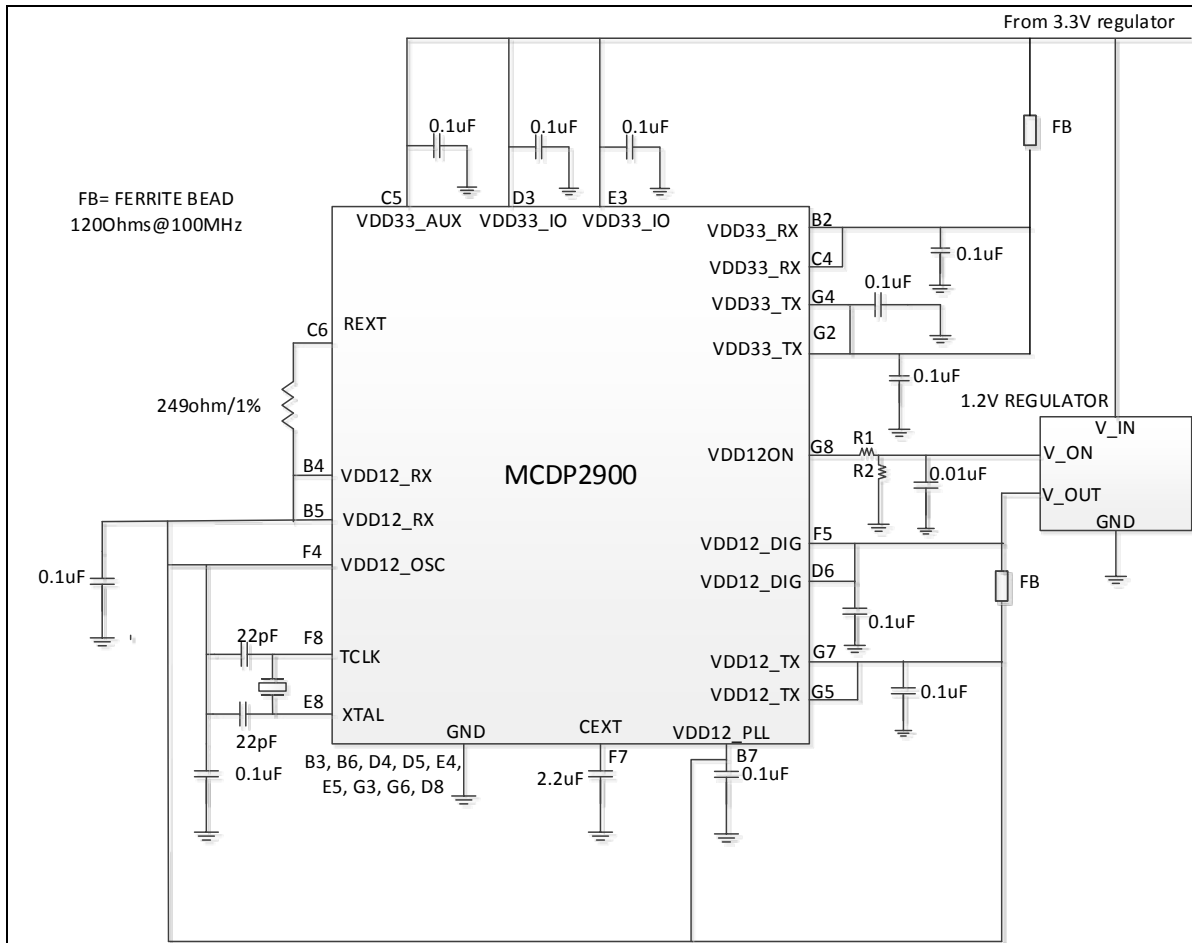 From 3.3V regulator
0.1uF
0.1uF
0.1uF
FB
FB= FERRITE BEAD
120Ohms@100MHz
C5
D3
E3
VDD33_AUX
VDD33_IO
VDD33_IO
VDD33_RX
B2
0.1uF
VDD33_RX
C4
0.1uF
VDD33_TX
G4
C6
REXT
G2
VDD33_TX
0.1uF
249ohm/1%
1.2V REGULATOR
V_IN
VDD12ON
G8
R1
R2
0.01uF
V_ON
V_OUT
GND
MCDP2900
B4
VDD12_RX
B5
VDD12_RX
F4
VDD12_OSC
0.1uF
VDD12_DIG
F5
VDD12_DIG
D6
FB
0.1uF
22pF
F8
TCLK
E8
XTAL
22pF
0.1uF
VDD12_TX
G7
VDD12_TX
G5
0.1uF
GND
B3, B6, D4, D5, E4,
E5, G3, G6, D8
CEXT
F7
2.2uF
VDD12_PLL
B7
0.1uF